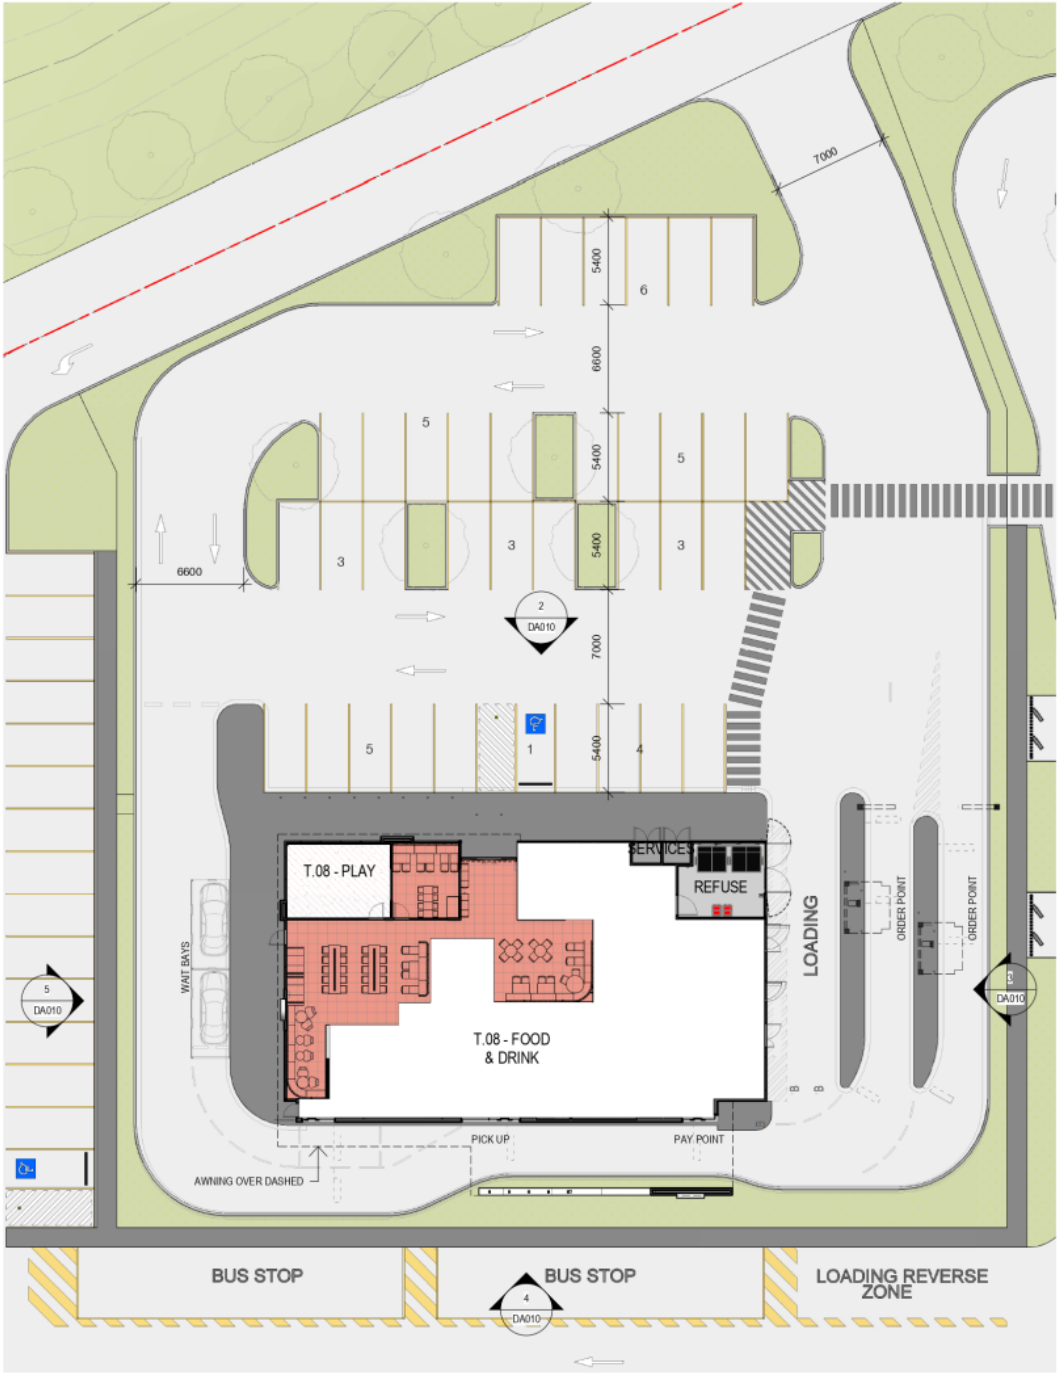 7000
5400
6
6600
5
5400
5
3
3
5400
3
6600
2
DA010
7000
5
1
5400
4
SERVICES
T.08 - PLAY
REFUSE
LOADING
ORDER POINT
ORDER POINT
WAIT BAYS
5
DA010
3
DA010
T.08 - FOOD
& DRINK
PICK UP
PAY POINT
AWNING OVER DASHED
BUS STOP
BUS STOP
LOADING REVERSE
ZONE
4
DA010